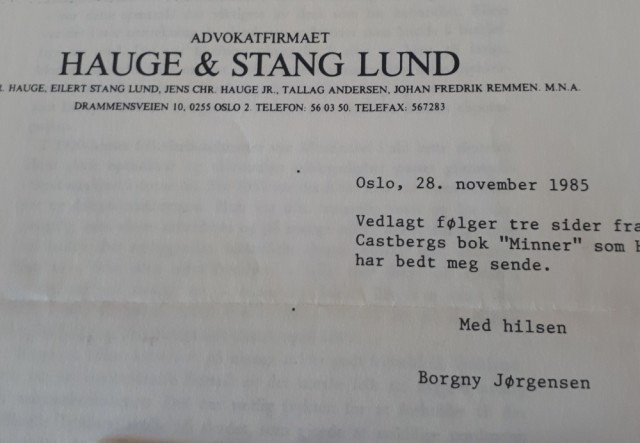 ADVOKATFIRMAET
HAUGE & STANG LUND
HAUGE, EILERT STANG LUND, JENS CHR. HAUGE JR., TALLAG ANDERSEN, JOHAN FREDRIK REMMEN. M.N.A.
DRAMMENSVEIEN 10, 0255 OSLO 2. TELEFON: 56 03 50. TELEFAX: 567283
Oslo, 28. november 1985
Vedlagt følger tre sider fra
Castbergs bok "Minner" som
har bedt meg sende.
Med hilsen
Borgny Jørgensen